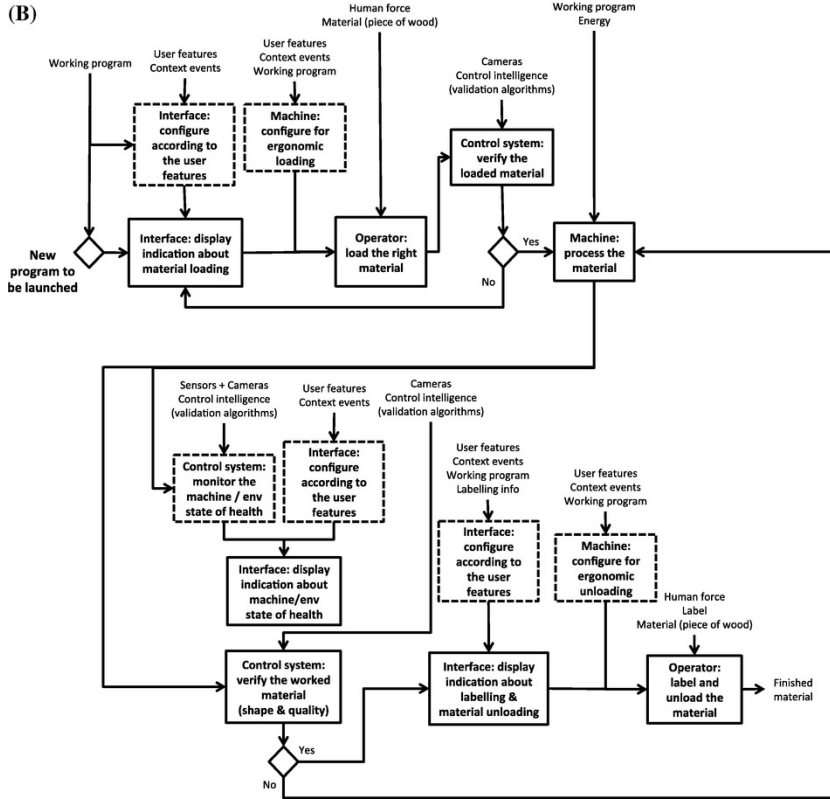 (B)
Working program
User features
Context events
User features
Context events
Working program
Human force
Material (piece of wood)
Cameras
Control intelligence
(validation algorithms)
Working program
Energy
Interface:
configure
according to
the user
features
Machine:
configure for
ergonomic
loading
Control system:
verify the
loaded material
New
program to
be launched
Interface: display
indication about
material loading
Operator:
load the right
material
Yes
No
Machine:
process the
material
Sensors + Cameras
Control intelligence
(validation algorithms)
User features
Context events
Cameras
Control intelligence
(validation algorithms)
Control system:
monitor the
machine / env
state of health
Interface:
configure
according to
the user
features
Interface: display
indication about
machine/env
state of health
User features
Context events
Working program
Labelling info
User features
Context events
Working program
Interface:
configure
according to
the user
features
Machine:
configure for
ergonomic
unloading
Human force
Label
Material (piece of wood)
Control system:
verify the worked
material
(shape & quality)
Interface: display
indication about
labelling &
material unloading
Operator:
label and
unload the
material
Finished
material
Yes
No